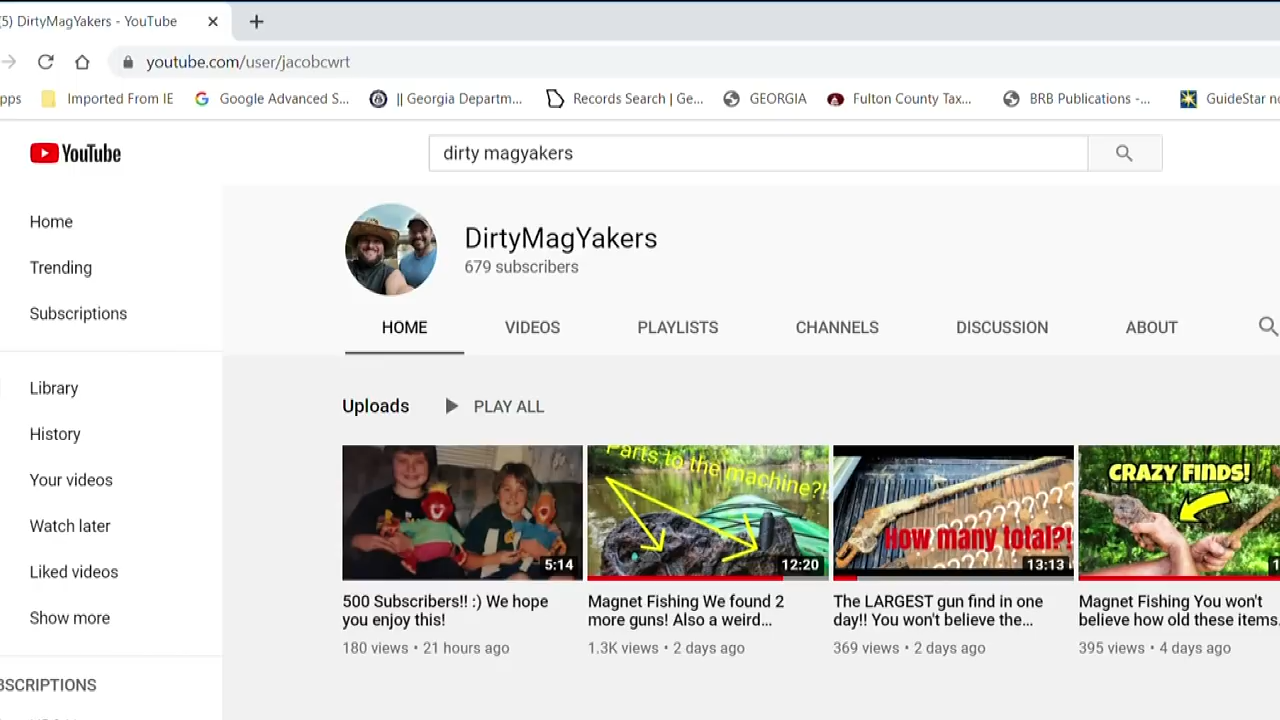 (5) DirtyMagYakers - YouTube
youtube.com/user/jacobcwrt
pps Imported From IE Google Advanced S... || Georgia Departm... Records Search | Ge... GEORGIA Fulton County Tax... BRB Publications -... GuideStar no
YouTube
dirty magyakers
Home
Trending
Subscriptions
Library
History
Your videos
Watch later
Liked videos
Show more
BSCRIPTIONS
DirtyMagYakers
679 subscribers
HOME VIDEOS PLAYLISTS CHANNELS DISCUSSION ABOUT
Uploads PLAY ALL
5:14
500 Subscribers!! :) We hope
you enjoy this!
180 views • 21 hours ago
Parts to the machine?!
12:20
Magnet Fishing We found 2
more guns! Also a weird...
1.3K views • 2 days ago
????????
How many total?!
13:13
The LARGEST gun find in one
day!! You won't believe the...
369 views • 2 days ago
CRAZY FINDS!
1
Magnet Fishing You won't
believe how old these items.
395 views • 4 days ago